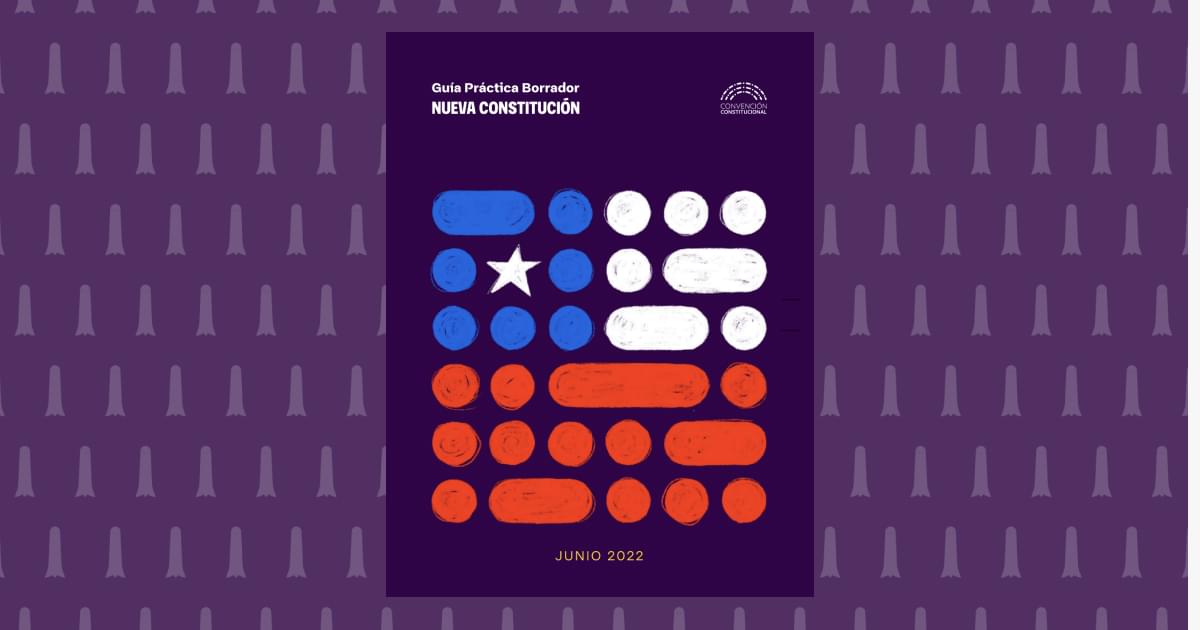 Guía Práctica Borrador
NUEVA CONSTITUCIÓN
CONVENCIÓN
CONSTITUCIONAL
JUNIO 2022